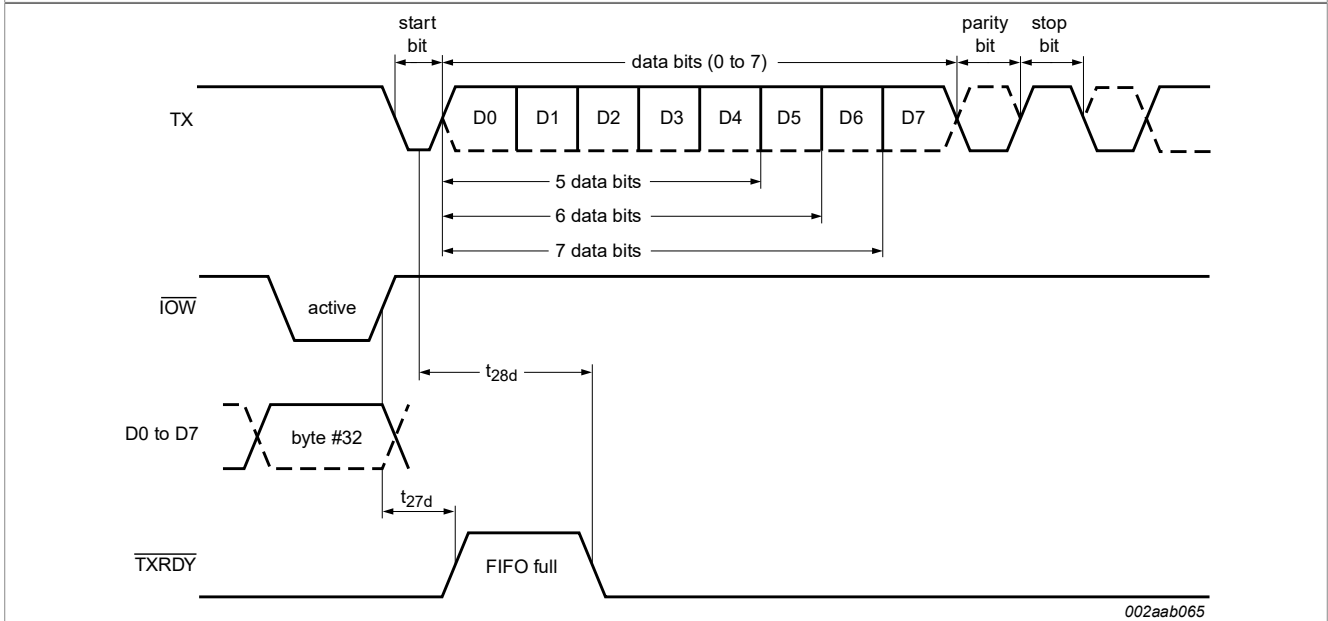 start
bit
data bits (0 to 7)
parity
bit
stop
bit
TX
D0 D1 D2 D3 D4 D5 D6 D7
5 data bits
6 data bits
7 data bits
IOW
active
t28d
D0 to D7
byte #32
t27d
TXRDY
FIFO full
002aab065